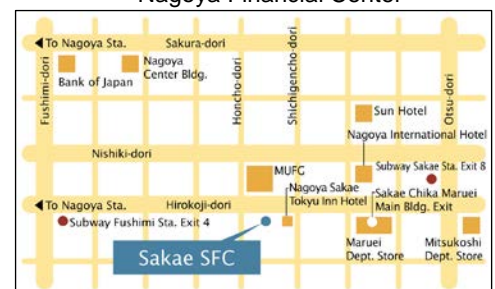 Nagoya Financial Center
To Nagoya Sta.
Sakura-dori
Fushimi-dori
Bank of Japan
Nagoya
Center Bldg.
Honcho-dori
Shichigencho-dori
Otsu-dori
Sun Hotel
Nagoya International Hotel
Nishiki-dori
MUFG
Subway Sakae Sta. Exit 8
Nagoya Sakae
Tokyu Inn Hotel
Sakae Chika Maruei
Main Bldg. Exit
To Nagoya Sta.
Hirokoji-dori
Subway Fushimi Sta. Exit 4
Sakae SFC
Maruei
Dept. Store
Mitsukoshi
Dept. Store